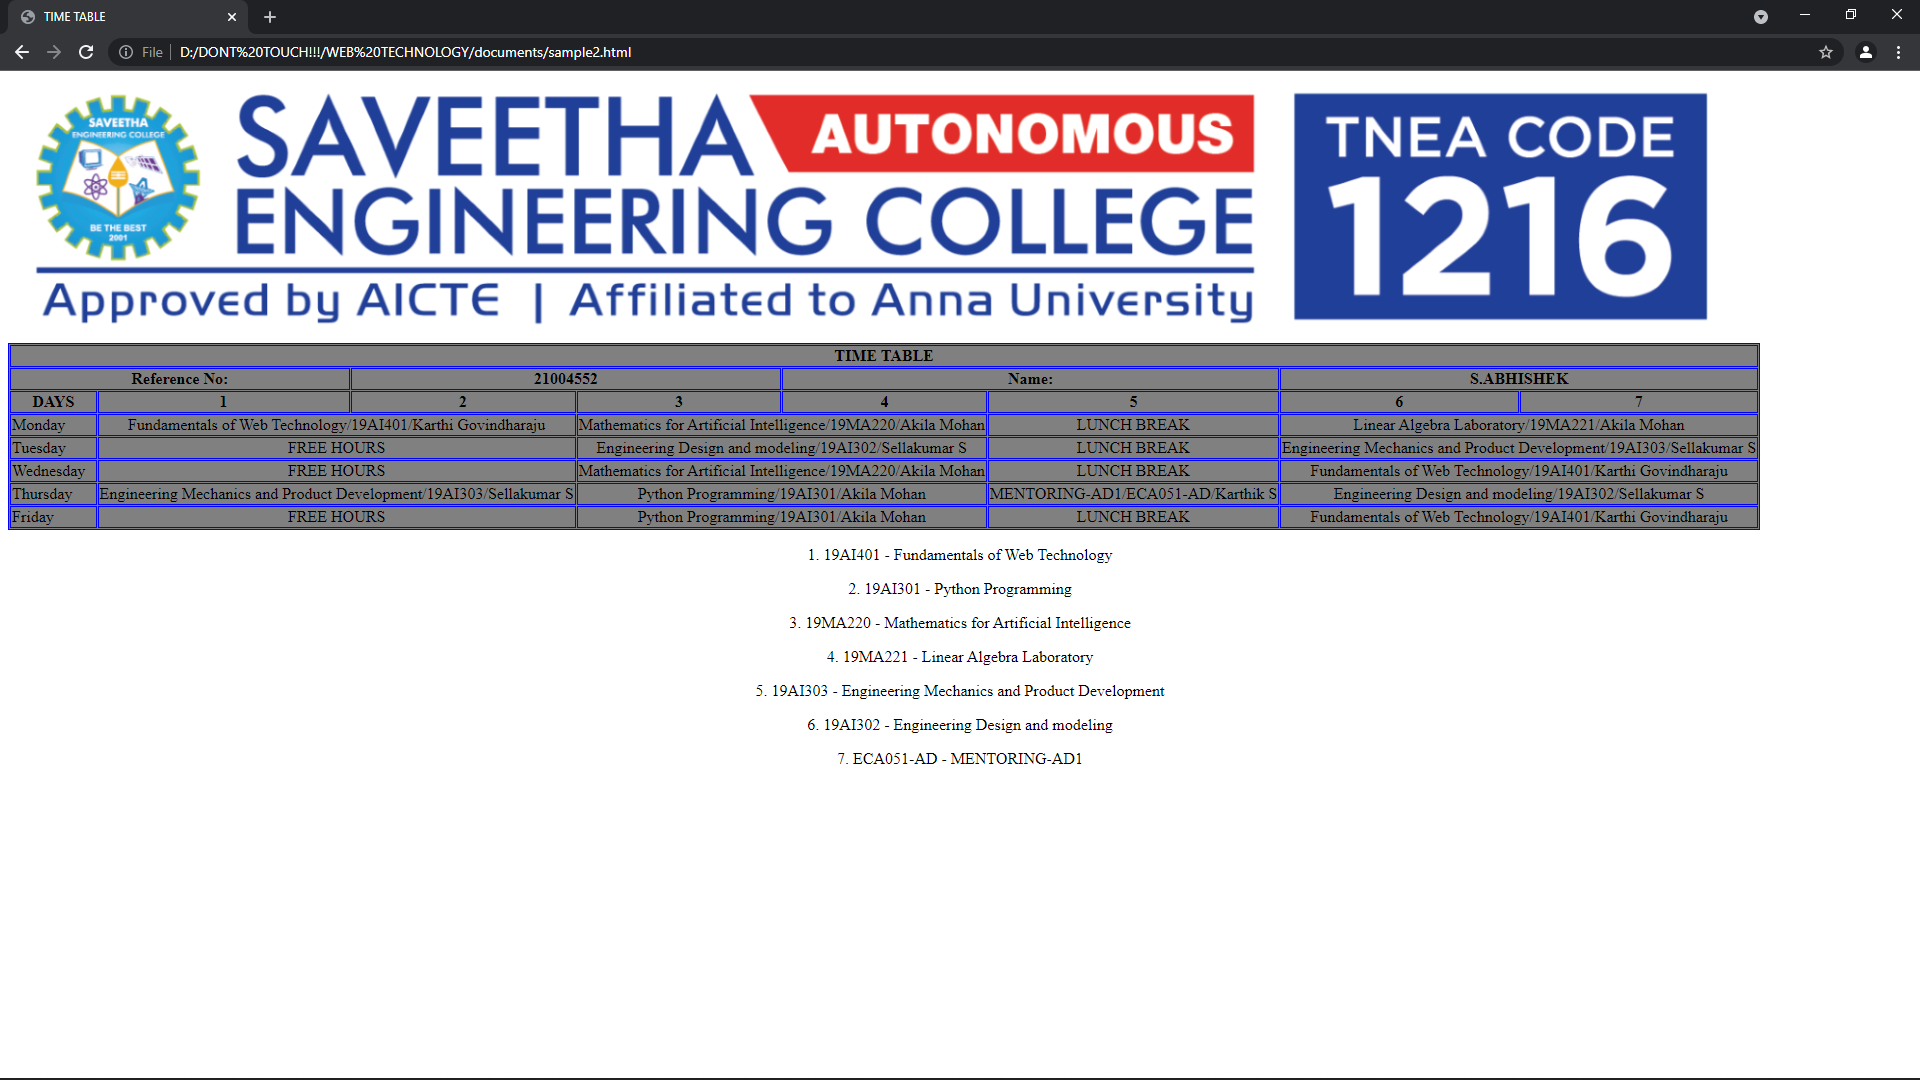 TIME TABLE
File D:/DONT%20TOUCH!!!/WEB%20TECHNOLOGY/documents/sample2.html
SAVEETHA
ENGINEERING COLLEGE
BE THE BEST
2001
SAVEETHA AUTONOMOUS
ENGINEERING COLLEGE
Approved by AICTE | Affiliated to Anna University
TNEA CODE
1216
TIME TABLE
Reference No: 21004552 Name: S.ABHISHEK
DAYS 1 2 3 4 5 6 7
Monday Fundamentals of Web Technology/19AI401/Karthi Govindharaju Mathematics for Artificial Intelligence/19MA220/Akila Mohan LUNCH BREAK Linear Algebra Laboratory/19MA221/Akila Mohan
Tuesday FREE HOURS Engineering Design and modeling/19AI302/Sellakumar S LUNCH BREAK Engineering Mechanics and Product Development/19AI303/Sellakumar S
Wednesday FREE HOURS Mathematics for Artificial Intelligence/19MA220/Akila Mohan LUNCH BREAK Fundamentals of Web Technology/19AI401/Karthi Govindharaju
Thursday Engineering Mechanics and Product Development/19AI303/Sellakumar S Python Programming/19AI301/Akila Mohan MENTORING-AD1/ECA051-AD/Karthik S Engineering Design and modeling/19AI302/Sellakumar S
Friday FREE HOURS Python Programming/19AI301/Akila Mohan LUNCH BREAK Fundamentals of Web Technology/19AI401/Karthi Govindharaju
1. 19AI401 - Fundamentals of Web Technology
2. 19AI301 - Python Programming
3. 19MA220 - Mathematics for Artificial Intelligence
4. 19MA221 - Linear Algebra Laboratory
5. 19AI303 - Engineering Mechanics and Product Development
6. 19AI302 - Engineering Design and modeling
7. ECA051-AD - MENTORING-AD1